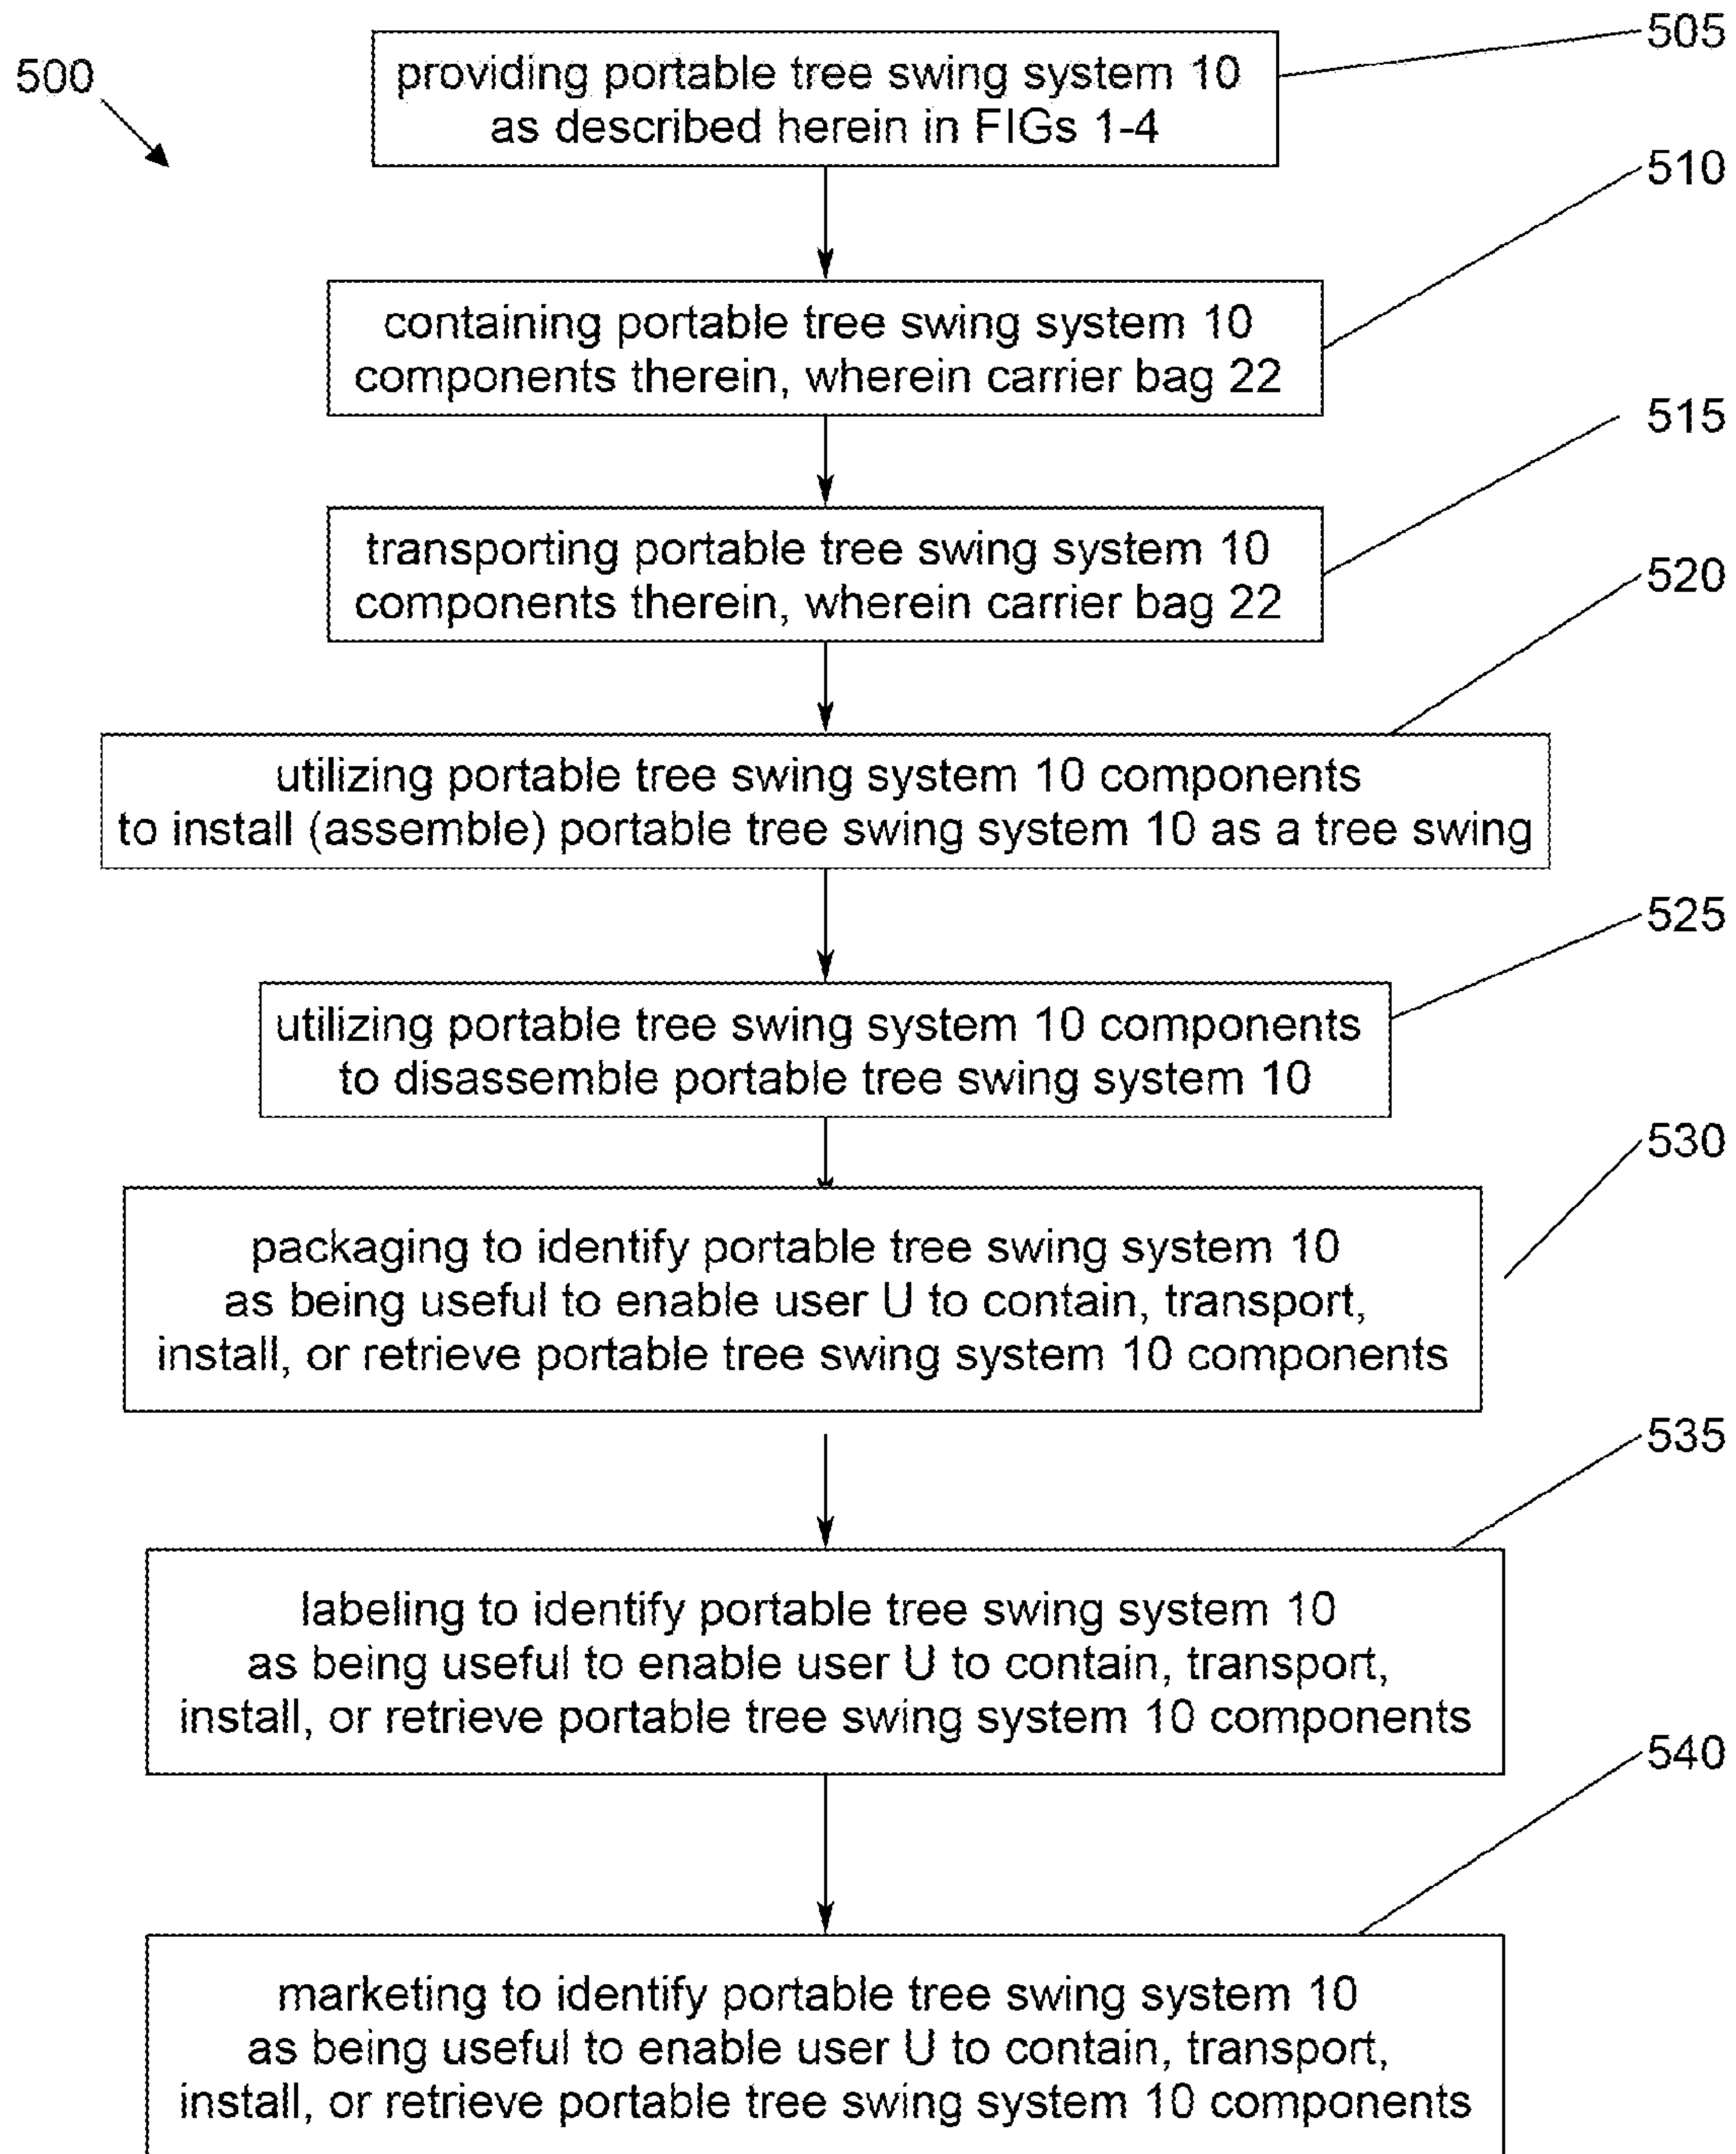 500
505
providing portable tree swing system 10
as described herein in FIGs 1-4
510
containing portable tree swing system 10
components therein, wherein carrier bag 22
515
transporting portable tree swing system 10
components therein, wherein carrier bag 22
520
utilizing portable tree swing system 10 components
to install (assemble) portable tree swing system 10 as a tree swing
525
utilizing portable tree swing system 10 components
to disassemble portable tree swing system 10
530
packaging to identify portable tree swing system 10
as being useful to enable user U to contain, transport,
install, or retrieve portable tree swing system 10 components
535
labeling to identify portable tree swing system 10
as being useful to enable user U to contain, transport,
install, or retrieve portable tree swing system 10 components
540
marketing to identify portable tree swing system 10
as being useful to enable user U to contain, transport,
install, or retrieve portable tree swing system 10 components